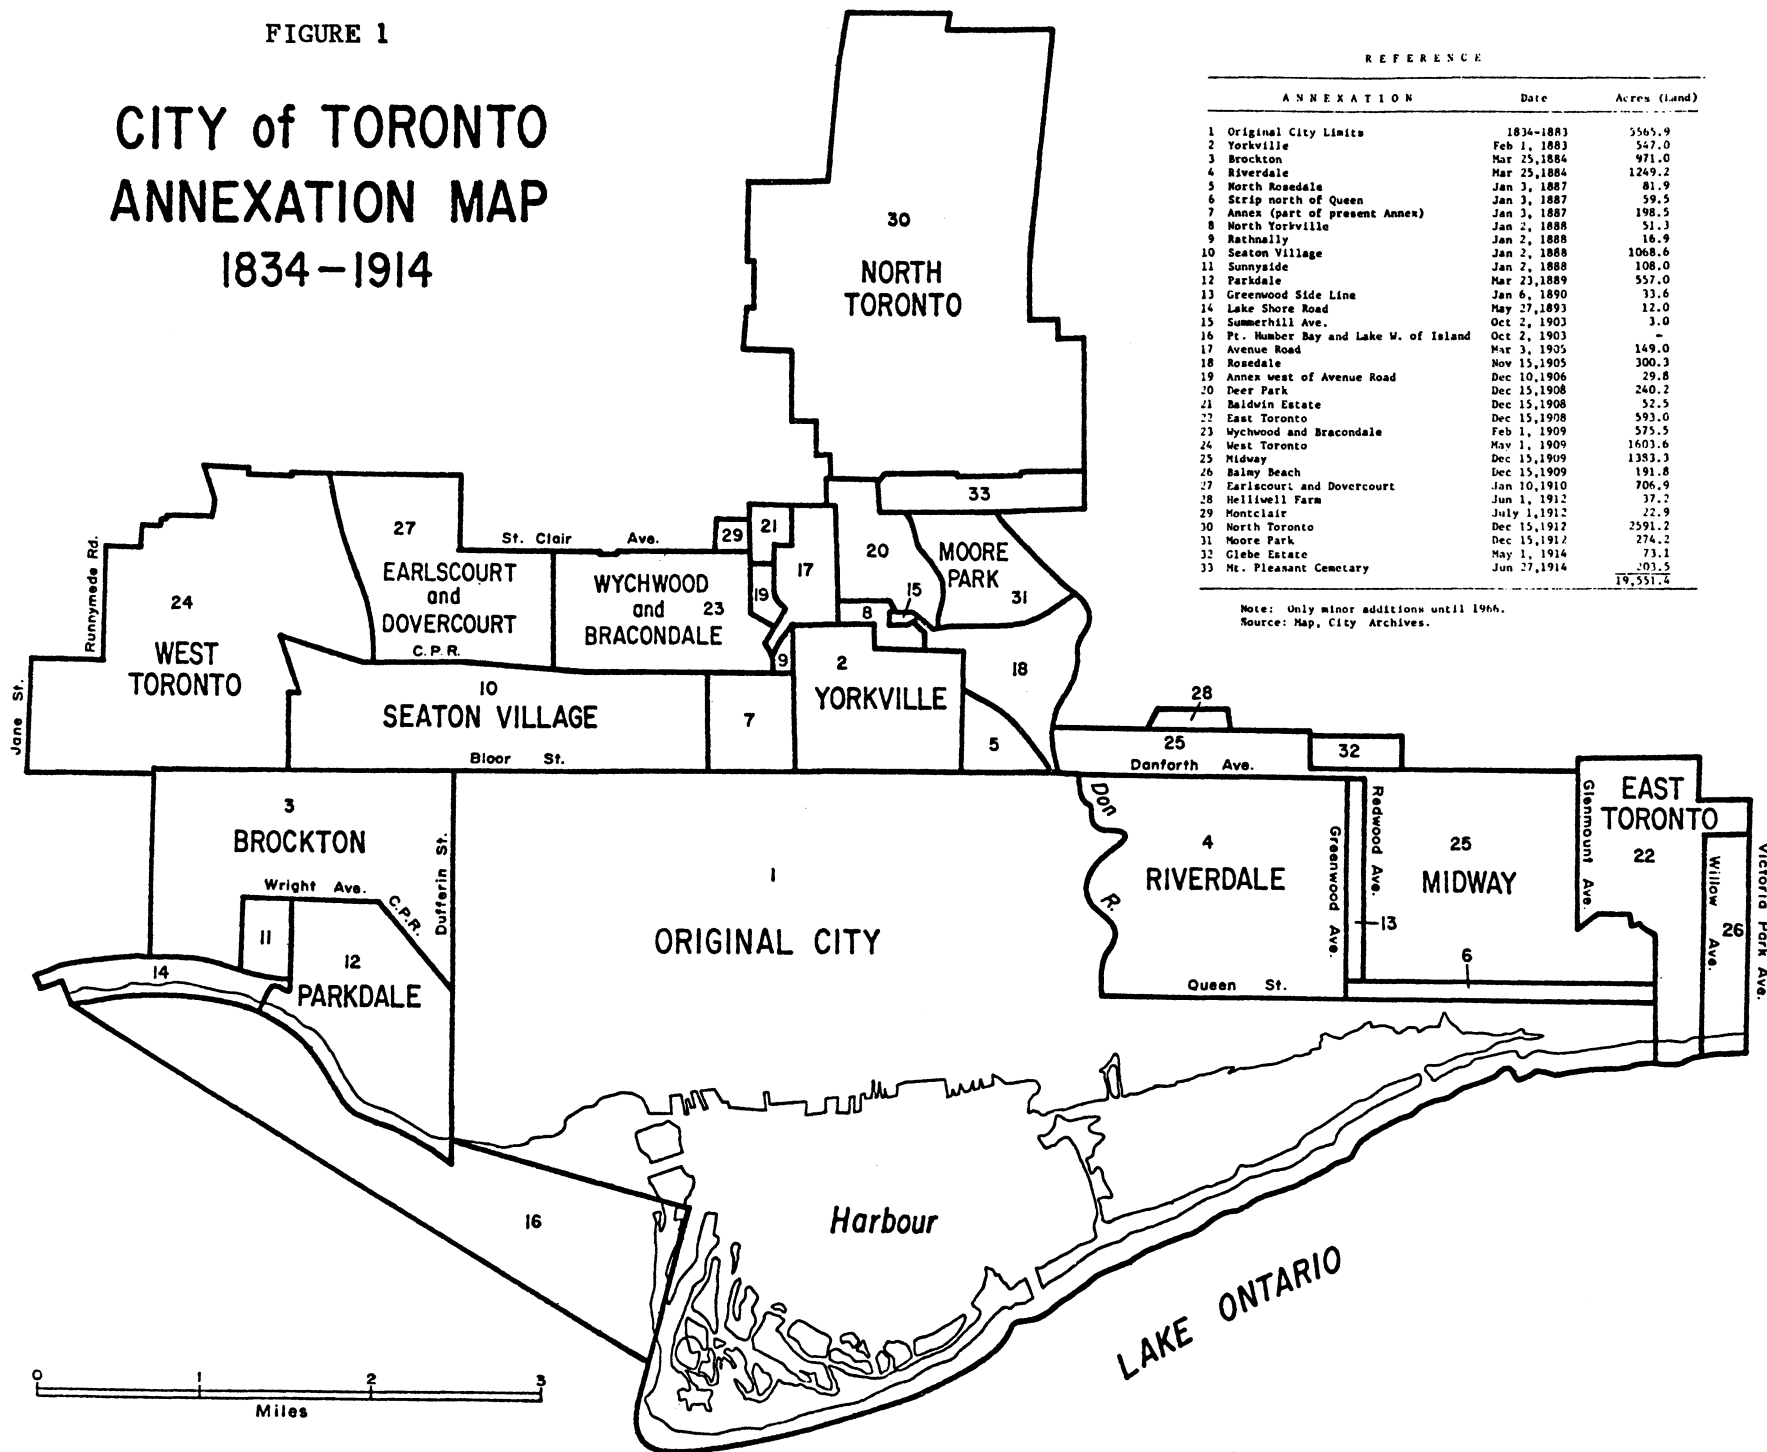 FIGURE 1
CITY of TORONTO
ANNEXATION MAP
1834–1914
REFERENCE
ANNEXATION Date Acres (Land)
1 Original City Limits 1834-1883 5565.9
2 Yorkville Feb 1, 1883 547.0
3 Brockton Mar 25,1884 971.0
4 Riverdale Mar 25,1884 1249.2
5 North Rosedale Jan 3, 1887 81.9
6 Strip north of Queen Jan 3, 1887 59.5
7 Annex (part of present Annex) Jan 3, 1887 198.5
8 North Yorkville Jan 2, 1888 51.3
9 Rathnally Jan 2, 1888 16.9
10 Seaton Village Jan 2, 1888 1068.6
11 Sunnyside Jan 2, 1888 108.0
12 Parkdale Mar 23,1889 557.0
13 Greenwood Side Line Jan 6, 1890 33.6
14 Lake Shore Road May 27,1893 12.0
15 Summerhill Ave. Oct 2, 1903 3.0
16 Pt. Humber Bay and Lake W. of Island Oct 2, 1903 -
17 Avenue Road Mar 3, 1905 149.0
18 Rosedale Nov 15,1905 300.3
19 Annex west of Avenue Road Dec 10,1906 29.8
20 Deer Park Dec 15,1908 240.2
21 Baldwin Estate Dec 15,1908 52.5
22 East Toronto Dec 15,1908 593.0
23 Wychwood and Bracondale Feb 1, 1909 575.5
24 West Toronto May 1, 1909 1603.6
25 Midway Dec 15,1909 1383.3
26 Balmy Beach Dec 15,1909 191.8
27 Earlscourt and Dovercourt Jan 10,1910 706.9
28 Helliwell Farm Jun 1, 1912 37.2
29 Montclair July 1,1912 22.9
30 North Toronto Dec 15,1912 2591.2
31 Moore Park Dec 15,1912 274.2
32 Glebe Estate May 1, 1914 73.1
33 Mt. Pleasant Cemetary Jun 27,1914 203.5
19,551.4
Note: Only minor additions until 1966.
Source: Map, City Archives.
30
NORTH
TORONTO
33
27
St. Clair Ave.
29
21
20
MOORE
PARK
31
17
EARLSCOURT
and
DOVERCOURT
C.P.R.
WYCHWOOD
and
BRACONDALE
23
19
15
8
9
Runnymede Rd.
24
WEST
TORONTO
Jane St.
10
SEATON VILLAGE
7
2
YORKVILLE
18
5
28
25
32
Bloor St.
Danforth Ave.
3
BROCKTON
Dufferin St.
Wright Ave.
C.P.R.
11
12
PARKDALE
14
1
ORIGINAL CITY
Don
R.
4
RIVERDALE
Greenwood Ave.
Redwood Ave.
13
25
MIDWAY
Glenmount Ave.
EAST
TORONTO
22
Willow Ave.
26
Victoria Park Ave.
6
Queen St.
16
Harbour
LAKE ONTARIO
0 1 2 3
Miles